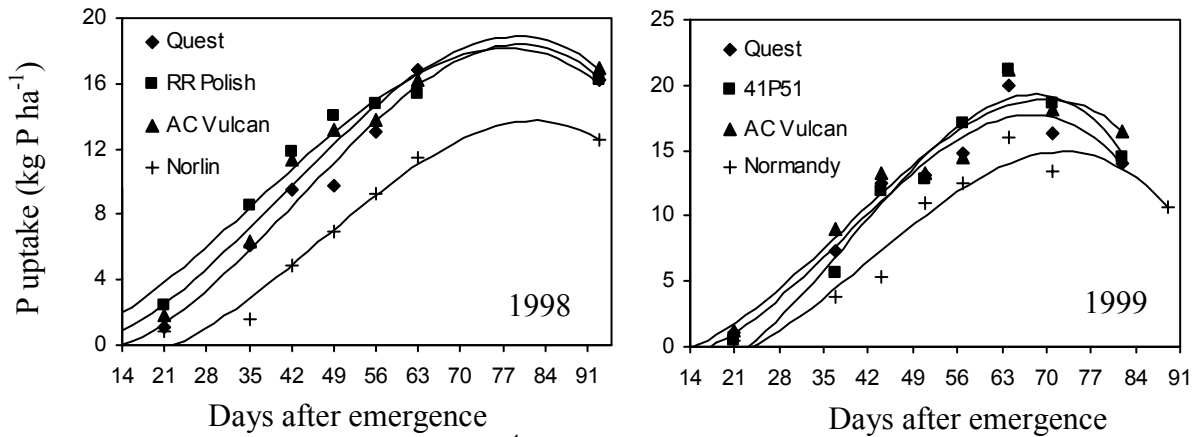 P uptake (kg P ha-1)
20
16
12
8
4
0
Quest
RR Polish
AC Vulcan
Norlin
1998
14 21 28 35 42 49 56 63 70 77 84 91
Days after emergence
25
20
15
10
5
0
Quest
41P51
AC Vulcan
Normandy
1999
14 21 28 35 42 49 56 63 70 77 84 91
Days after emergence